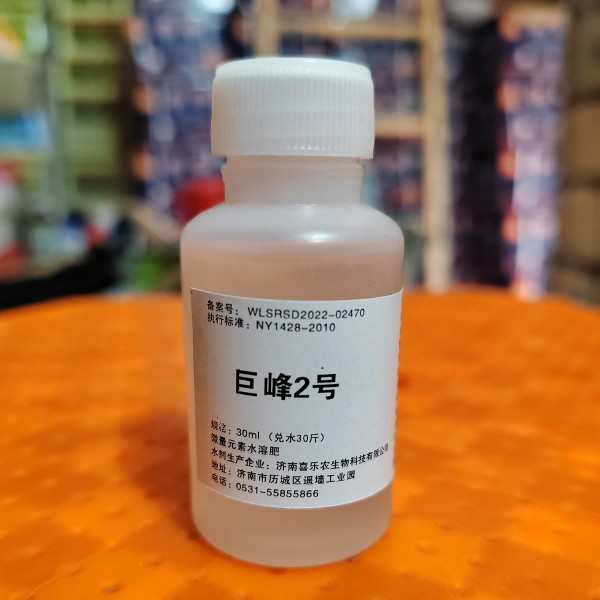 备案号：WLSRSD2022-02470
执行标准：NY1428-2010
巨峰2号
规洁：30ml（兑水30斤）
微量元素水溶肥
水剂生产企业：济南喜乐农生物科技有限公司
地址：济南市历城区遥墙工业园
电话：0531-55855866